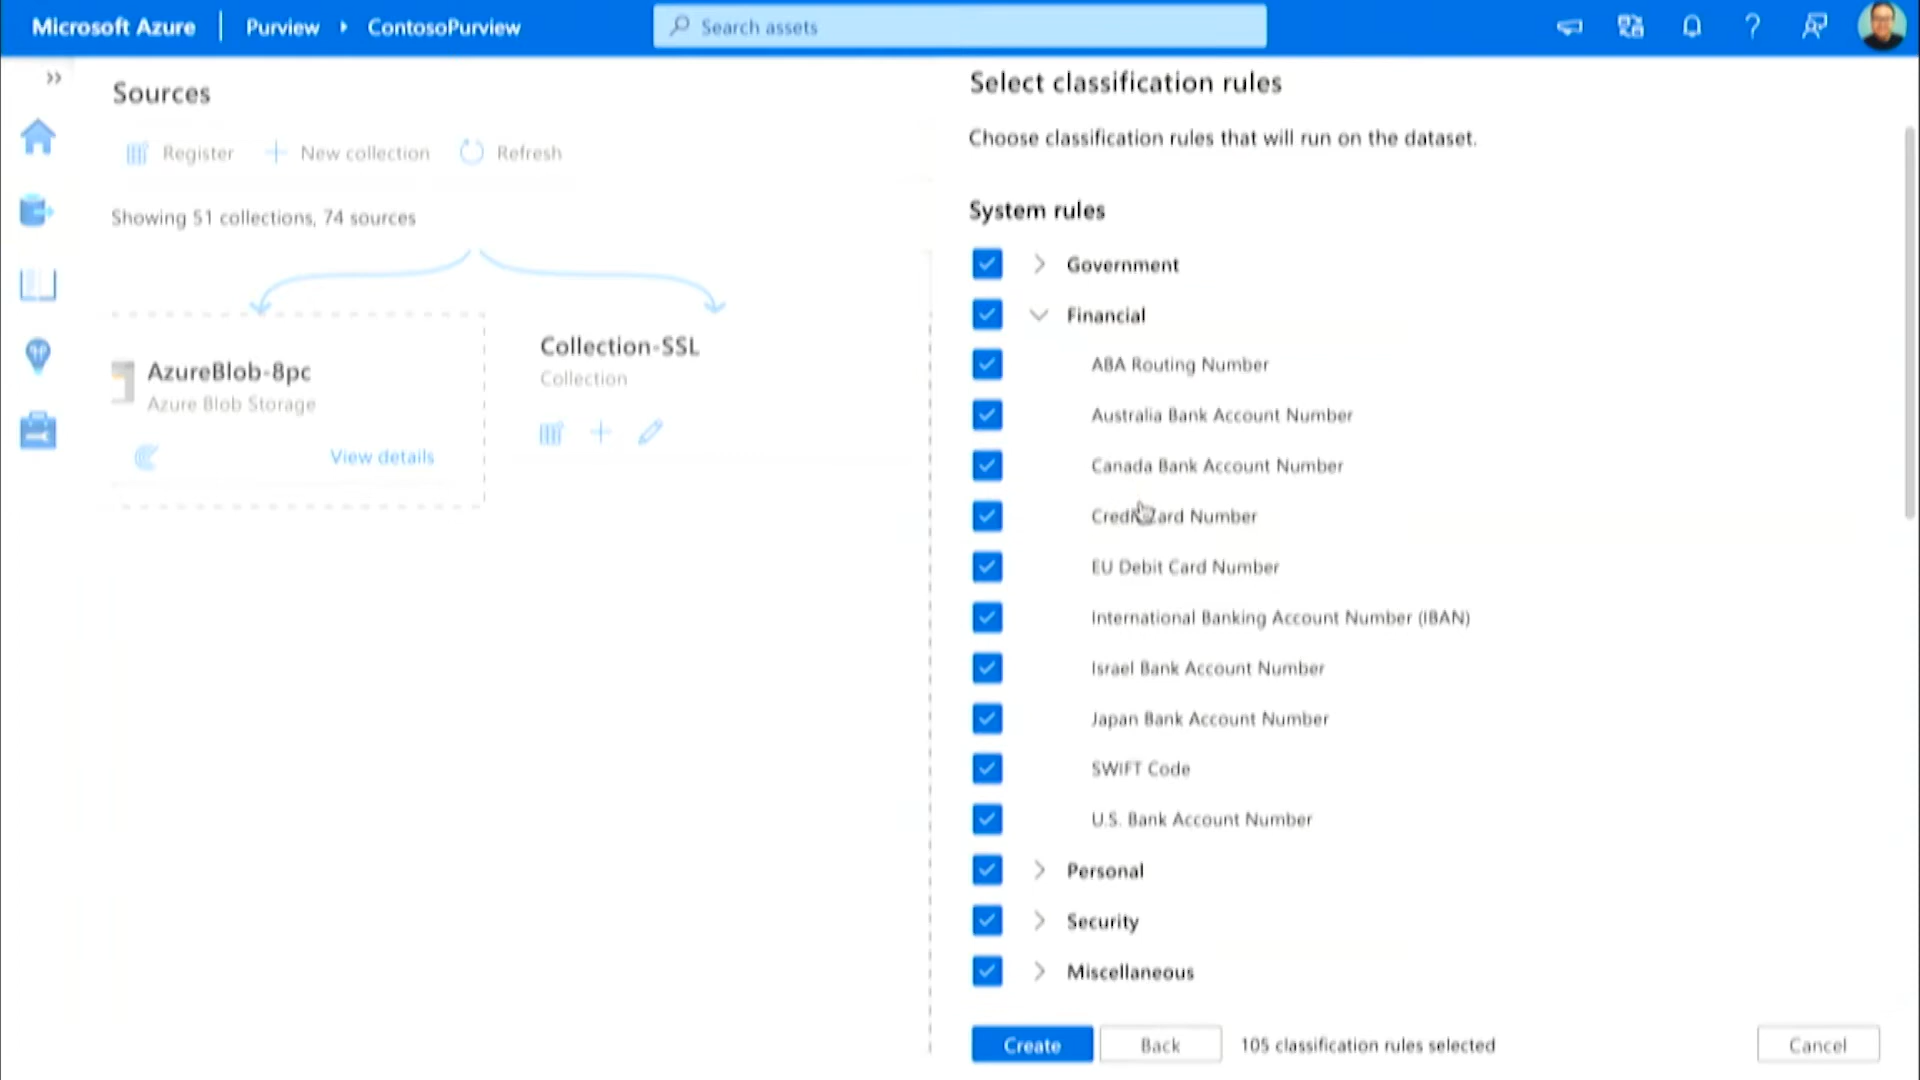 Microsoft Azure
Purview
ContosoPurview
Search assets
Sources
Register
New collection
Refresh
Showing 51 collections, 74 sources
AzureBlob-8pc
Azure Blob Storage
View details
Collection-SSL
Collection
Select classification rules
Choose classification rules that will run on the dataset.
System rules
Government
Financial
ABA Routing Number
Australia Bank Account Number
Canada Bank Account Number
Credit Card Number
EU Debit Card Number
International Banking Account Number (IBAN)
Israel Bank Account Number
Japan Bank Account Number
SWIFT Code
U.S. Bank Account Number
Personal
Security
Miscellaneous
Create
Back
105 classification rules selected
Cancel